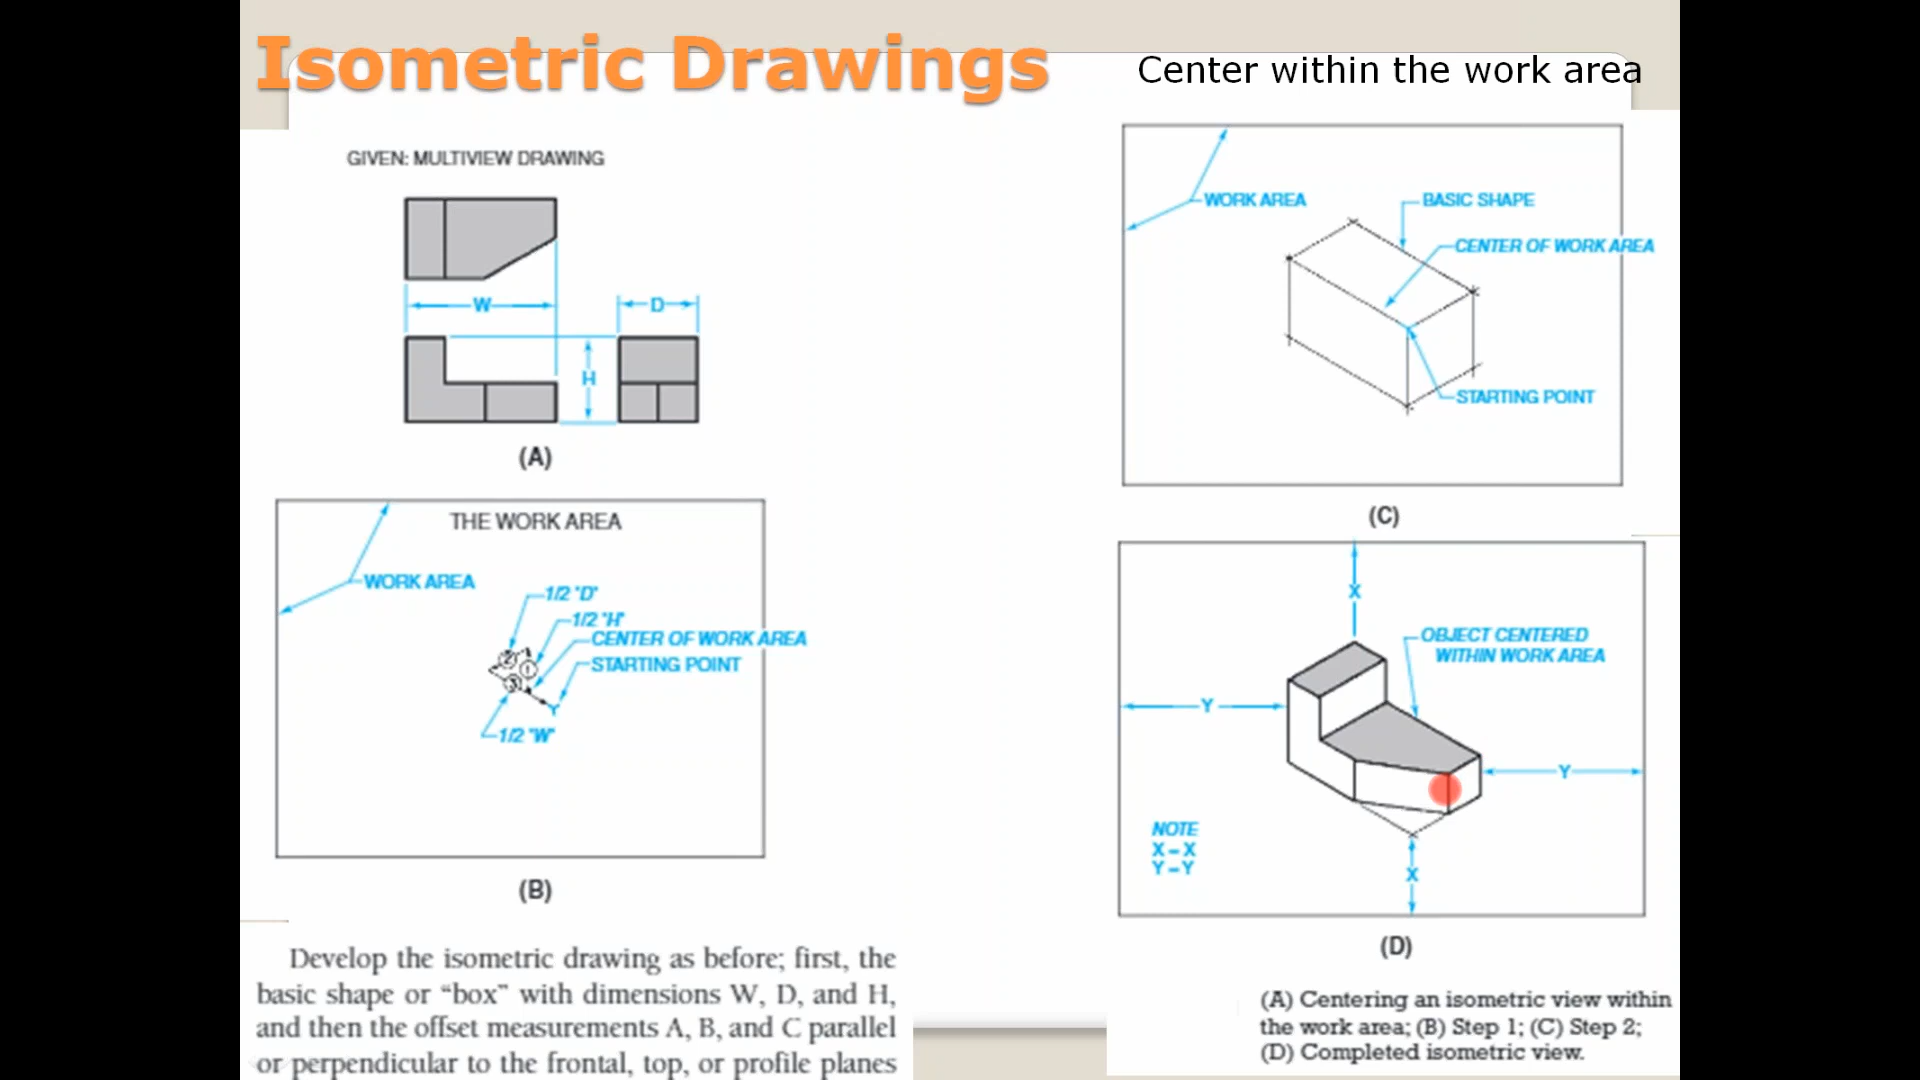 Isometric Drawings
Center within the work area
GIVEN: MULTIVIEW DRAWING
W
D
H
(A)
THE WORK AREA
WORK AREA
1/2 "D"
1/2 "H"
CENTER OF WORK AREA
STARTING POINT
2
1
3
1/2 "W"
(B)
Develop the isometric drawing as before; first, the
basic shape or “box” with dimensions W, D, and H,
and then the offset measurements A, B, and C parallel
or perpendicular to the frontal, top, or profile planes
WORK AREA
BASIC SHAPE
CENTER OF WORK AREA
STARTING POINT
(C)
X
OBJECT CENTERED
WITHIN WORK AREA
Y
Y
NOTE
X = X
Y = Y
X
(D)
(A) Centering an isometric view within
the work area; (B) Step 1; (C) Step 2;
(D) Completed isometric view.